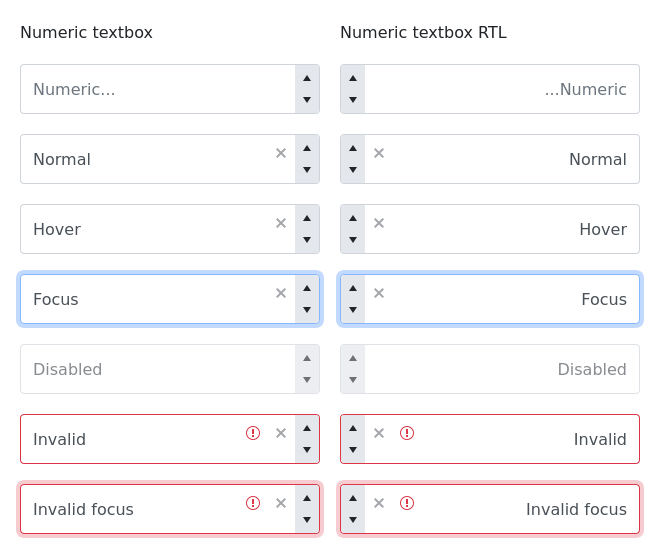 Numeric textbox
Numeric textbox RTL
Numeric...
...Numeric
Normal
Normal
Hover
Hover
Focus
Focus
Disabled
Disabled
Invalid
Invalid
Invalid focus
Invalid focus